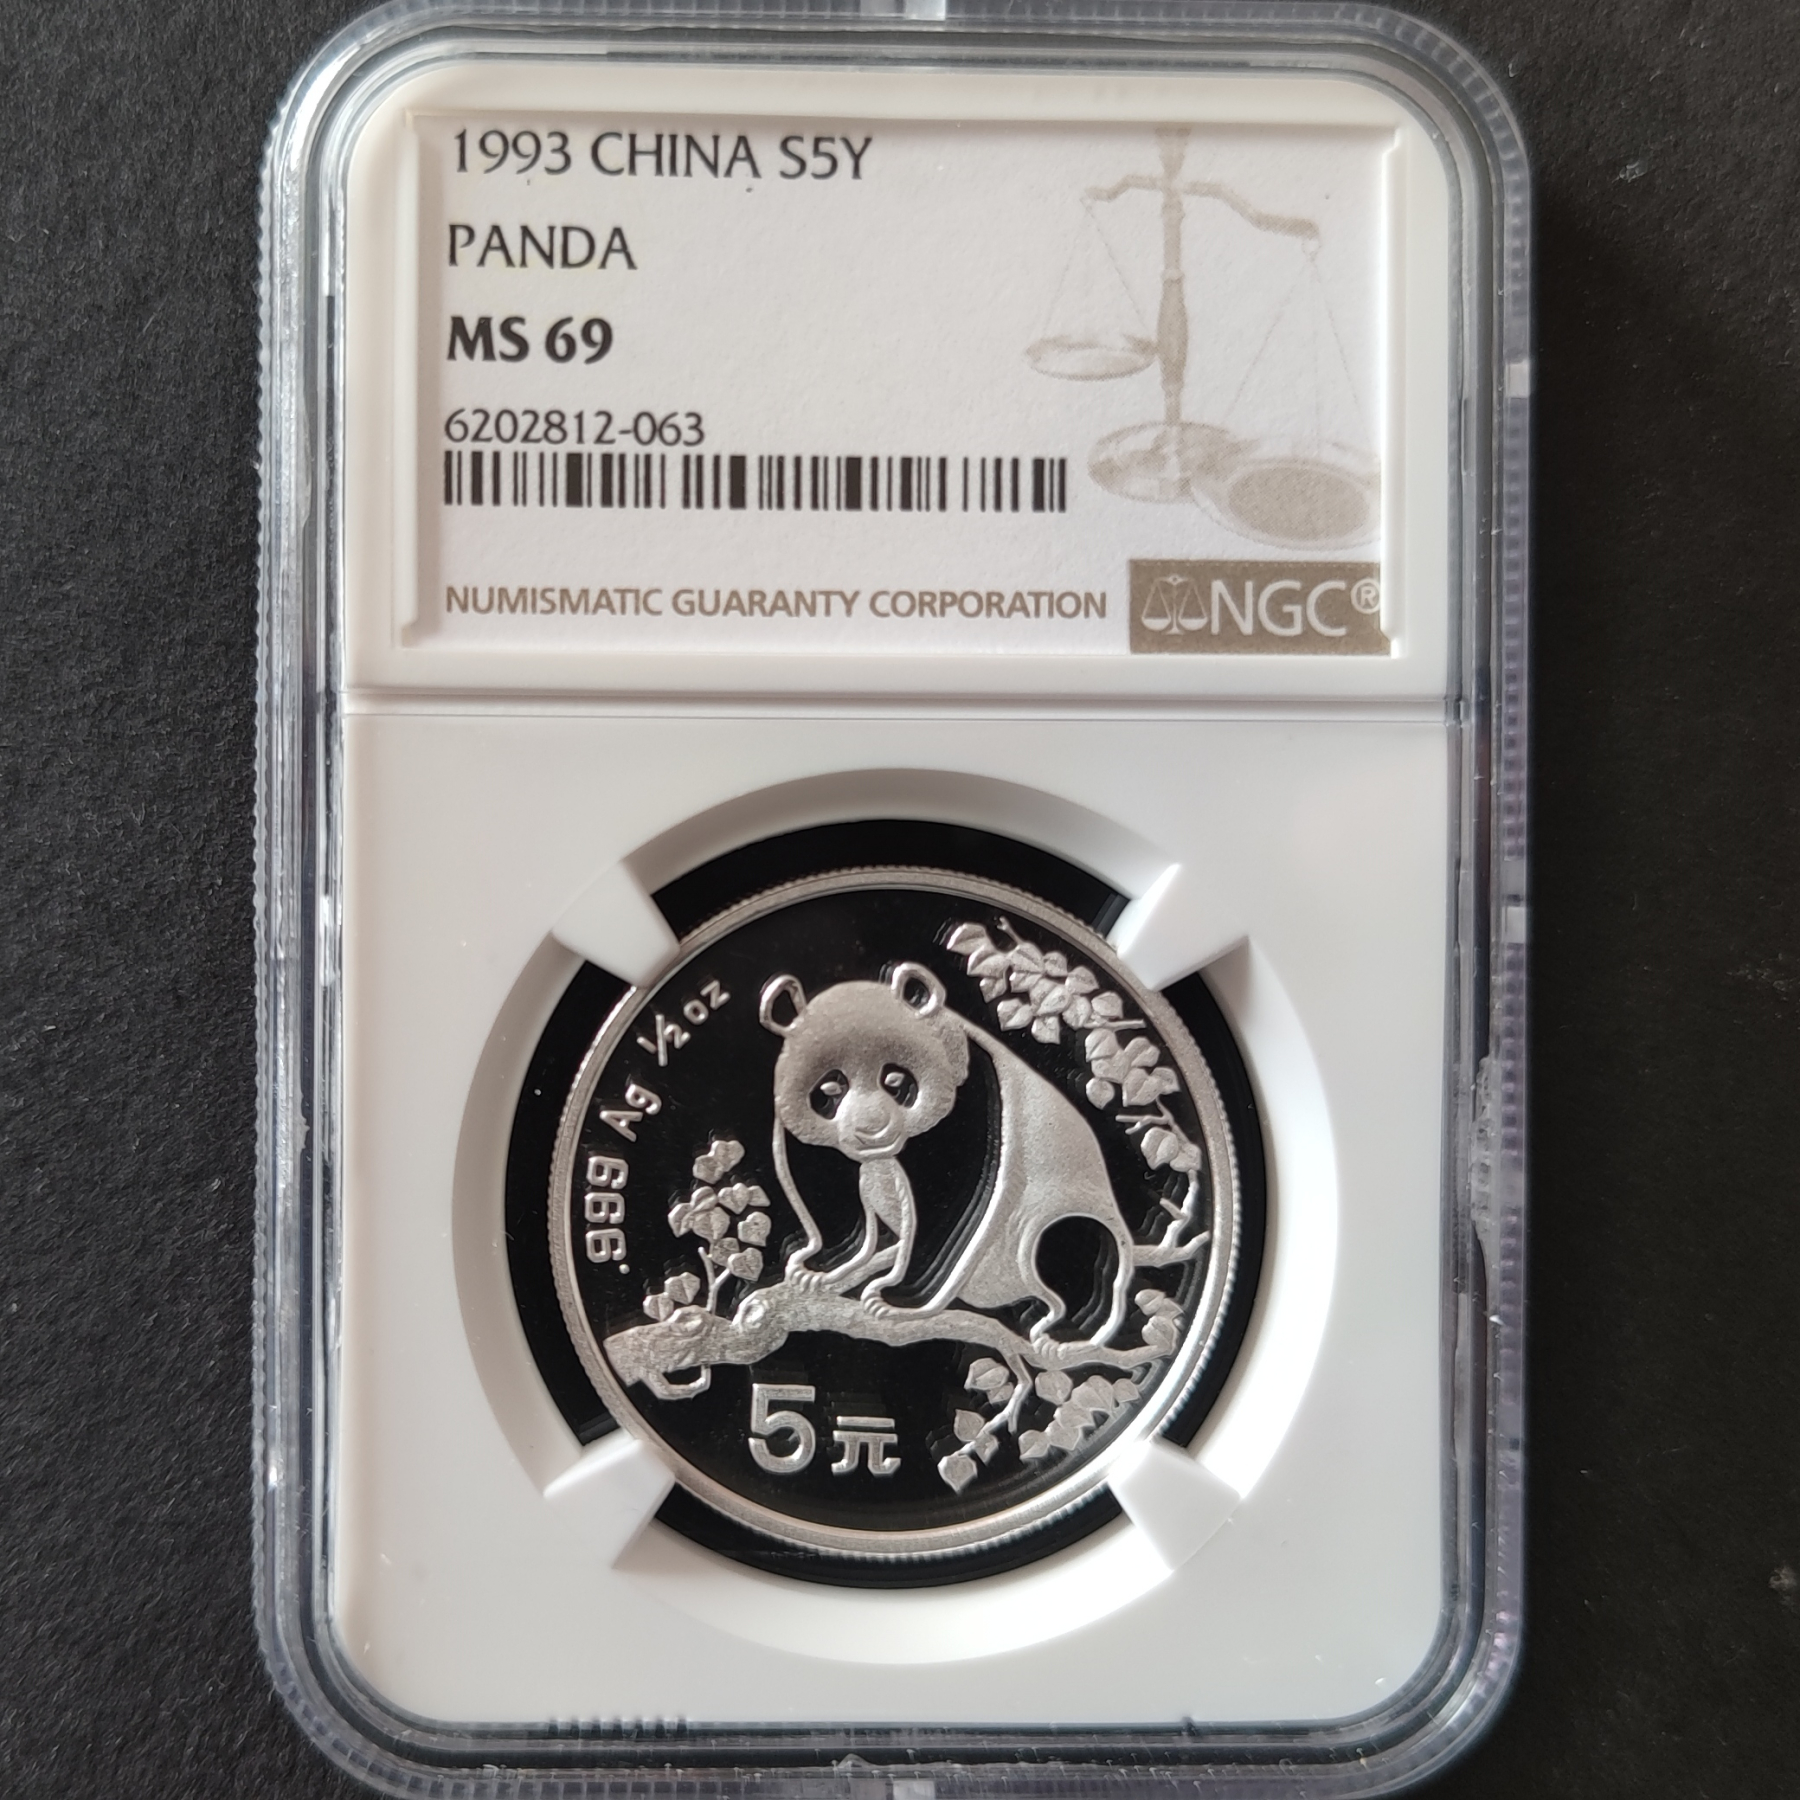 1993 CHINA S5Y
PANDA
MS 69
6202812-063
NUMISMATIC GUARANTY CORPORATION
NGC®
.999 Ag 1/2 oz
5元